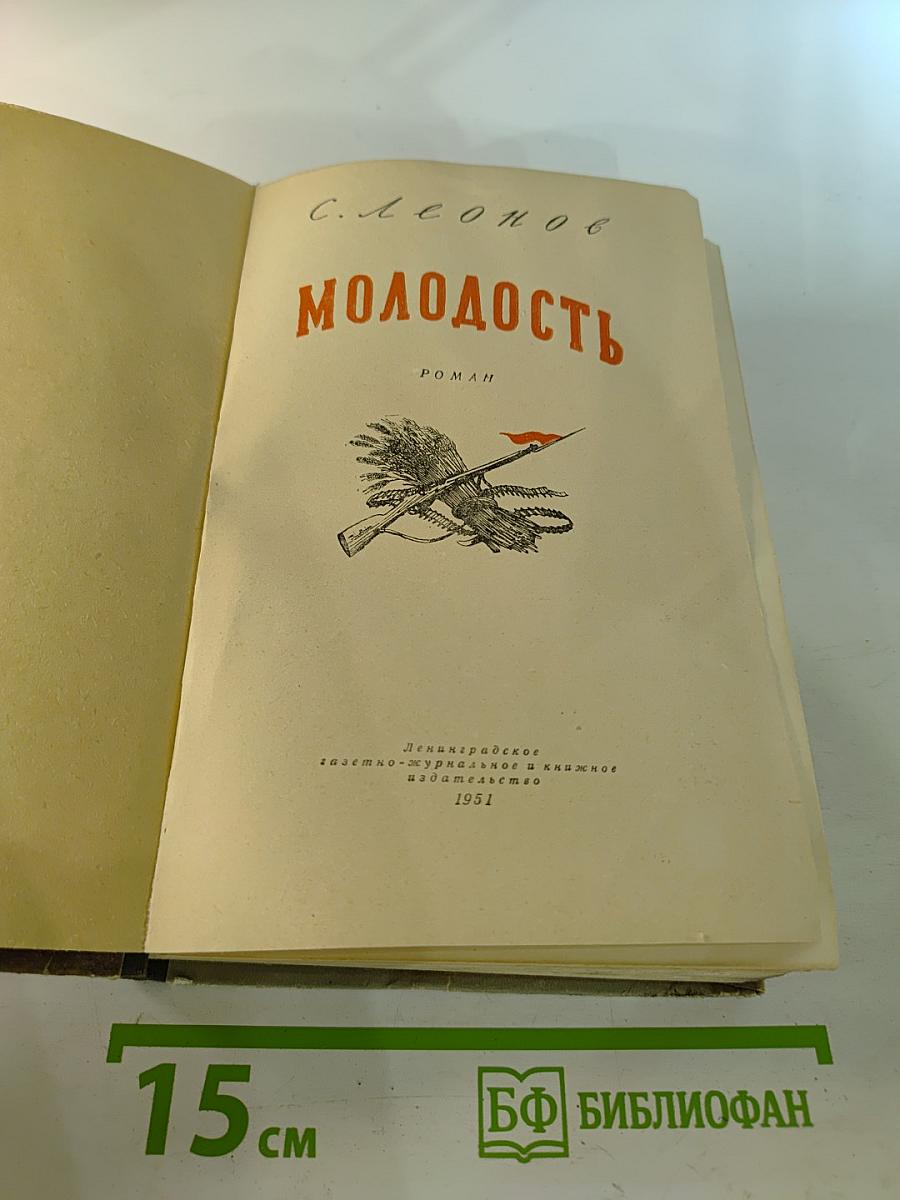 С. Леонов
МОЛОДОСТЬ
РОМАН
Ленинградское
газетно-журнальное и книжное
издательство
1951
15 см
БФ БИБЛИОФАН